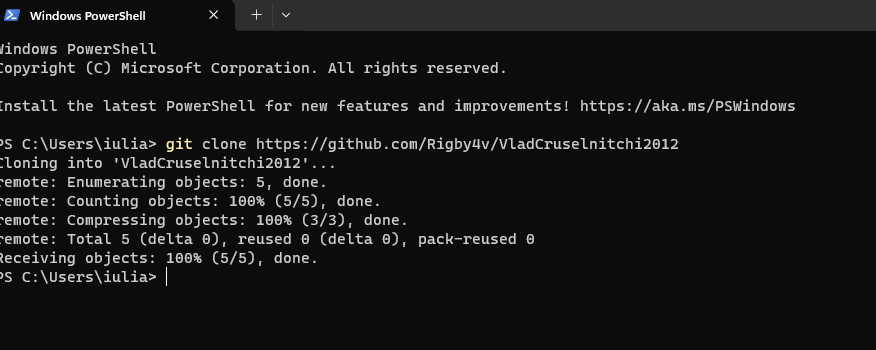 Windows PowerShell
Windows PowerShell
Copyright (C) Microsoft Corporation. All rights reserved.
Install the latest PowerShell for new features and improvements! https://aka.ms/PSWindows
PS C:\Users\iulia> git clone https://github.com/Rigby4v/VladCruselnitchi2012
Cloning into 'VladCruselnitchi2012'...
remote: Enumerating objects: 5, done.
remote: Counting objects: 100% (5/5), done.
remote: Compressing objects: 100% (3/3), done.
remote: Total 5 (delta 0), reused 0 (delta 0), pack-reused 0
Receiving objects: 100% (5/5), done.
PS C:\Users\iulia>